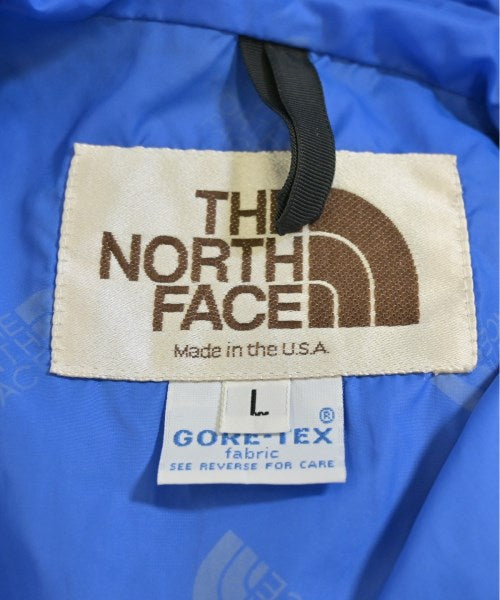 THE
NORTH
FACE
Made in the U.S.A.
L
GORE-TEX®
fabric
SEE REVERSE FOR CARE